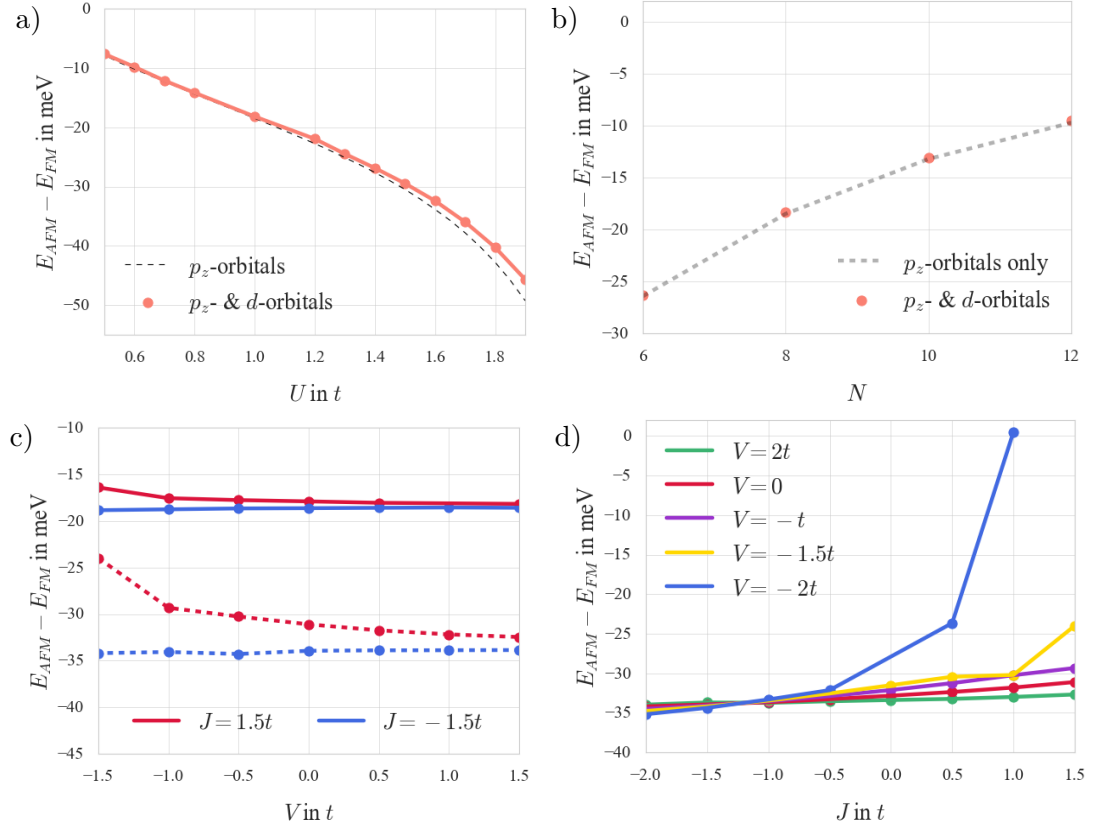 a)
0
−10
−20
−30
−40
−50
E_{AFM} − E_{FM} in meV
p_z-orbitals
p_z- & d-orbitals
0.6 0.8 1.0 1.2 1.4 1.6 1.8
U in t
b)
0
−5
−10
−15
−20
−25
−30
E_{AFM} − E_{FM} in meV
p_z-orbitals only
p_z- & d-orbitals
6 8 10 12
N
c)
−10
−15
−20
−25
−30
−35
−40
−45
E_{AFM} − E_{FM} in meV
J = 1.5t J = −1.5t
−1.5 −1.0 −0.5 0.0 0.5 1.0 1.5
V in t
d)
0
−5
−10
−15
−20
−25
−30
−35
−40
E_{AFM} − E_{FM} in meV
V = 2t
V = 0
V = −t
V = −1.5t
V = −2t
−2.0 −1.5 −1.0 −0.5 0.0 0.5 1.0 1.5
J in t